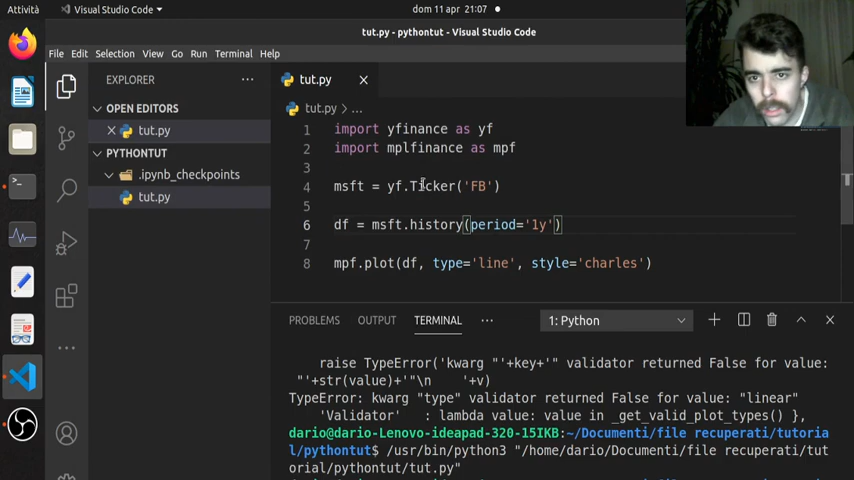 Attività
Visual Studio Code
dom 11 apr 21:07
tut.py - pythontut - Visual Studio Code
File Edit Selection View Go Run Terminal Help
EXPLORER
OPEN EDITORS
tut.py
PYTHONTUT
.ipynb_checkpoints
tut.py
tut.py
tut.py > ...
1 import yfinance as yf
2 import mplfinance as mpf
3
4 msft = yf.Ticker('FB')
5
6 df = msft.history(period='1y')
7
8 mpf.plot(df, type='line', style='charles')
PROBLEMS OUTPUT TERMINAL ... 1: Python
raise TypeError('kwarg "'+key+'" validator returned False for value:
"'+str(value)+'"\n '+v)
TypeError: kwarg "type" validator returned False for value: "linear"
'Validator' : lambda value: value in _get_valid_plot_types() },
dario@dario-Lenovo-ideapad-320-15IKB:~/Documenti/file recuperati/tutoria
l/pythontut$ /usr/bin/python3 "/home/dario/Documenti/file recuperati/tut
orial/pythontut/tut.py"